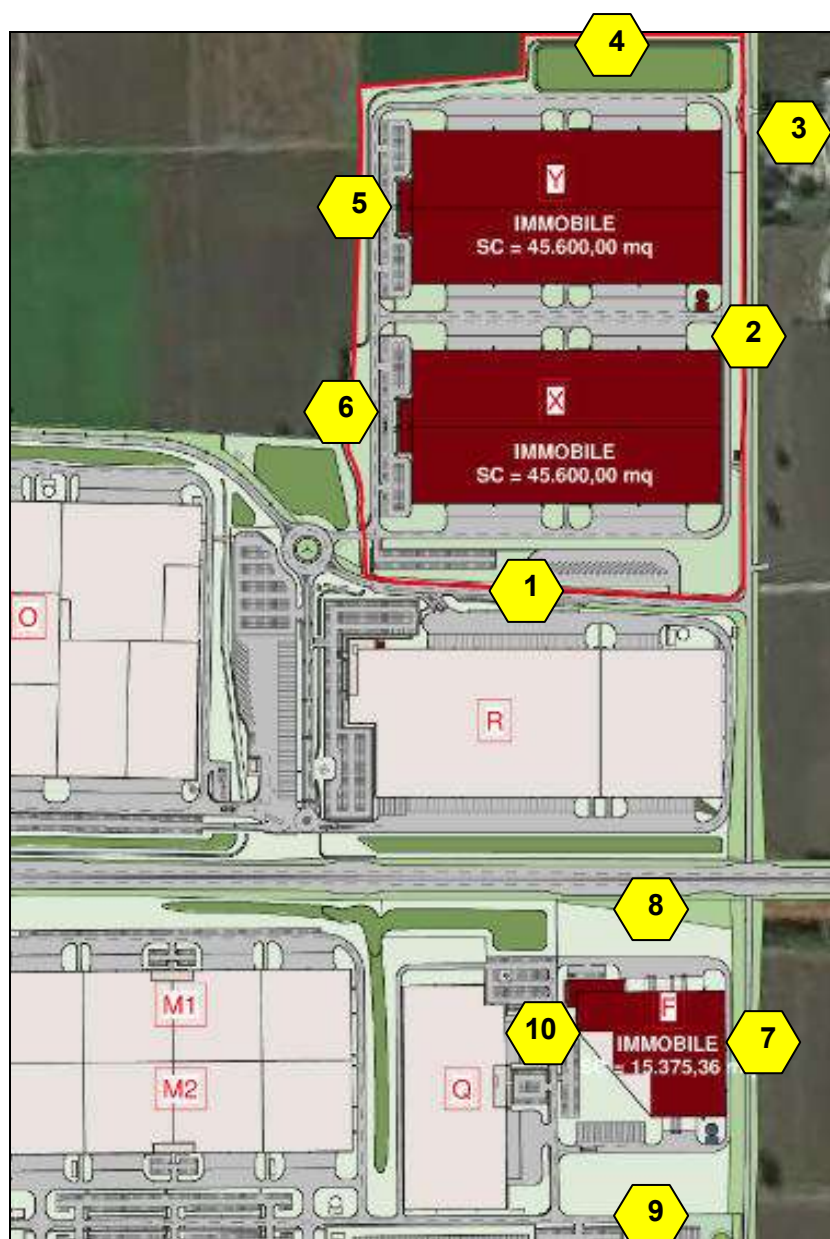 4
3
Y
5
IMMOBILE
SC = 45.600,00 mq
2
X
6
IMMOBILE
SC = 45.600,00 mq
1
O
R
8
M1
F
10
7
IMMOBILE
= 15.375,36
M2
Q
9